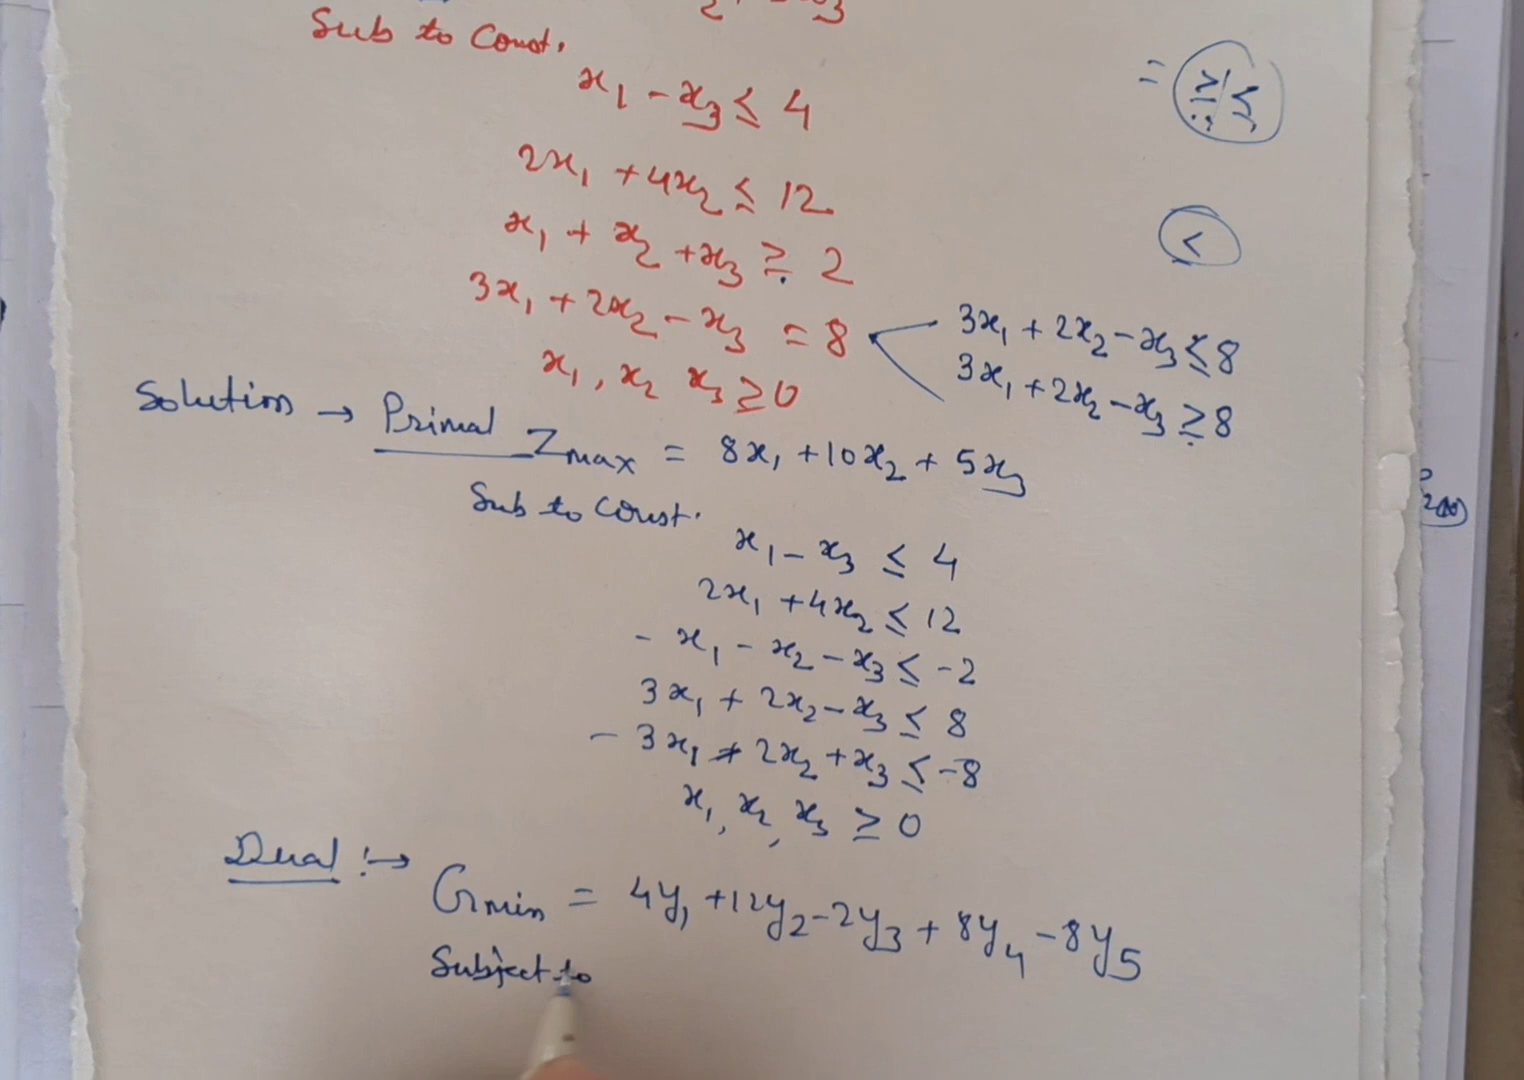 Sub to Const.
x₁ - x₃ ≤ 4
= ≥/≤
2x₁ + 4x₂ ≤ 12
x₁ + x₂ + x₃ ≥ 2
<
3x₁ + 2x₂ - x₃ = 8
3x₁ + 2x₂ - x₃ ≤ 8
3x₁ + 2x₂ - x₃ ≥ 8
x₁, x₂ x₃ ≥ 0
Solution → Primal Zmax = 8x₁ + 10x₂ + 5x₃
Sub to Const.
x₁ - x₃ ≤ 4
2x₁ + 4x₂ ≤ 12
- x₁ - x₂ - x₃ ≤ -2
3x₁ + 2x₂ - x₃ ≤ 8
- 3x₁ - 2x₂ + x₃ ≤ -8
x₁, x₂, x₃ ≥ 0
Dual :→ Gmin = 4y₁ + 12y₂ - 2y₃ + 8y₄ - 8y₅
Subject to